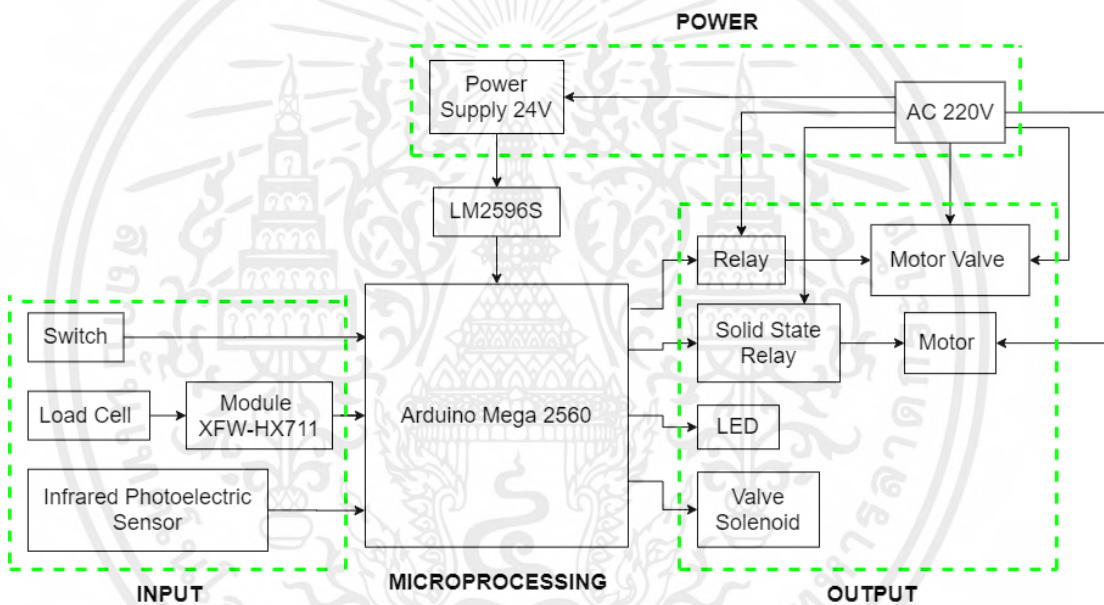 POWER
Power
Supply 24V
AC 220V
LM2596S
Relay
Motor Valve
Switch
Solid State
Relay
Motor
Load Cell
Module
XFW-HX711
Arduino Mega 2560
LED
Infrared Photoelectric
Sensor
Valve
Solenoid
INPUT
MICROPROCESSING
OUTPUT